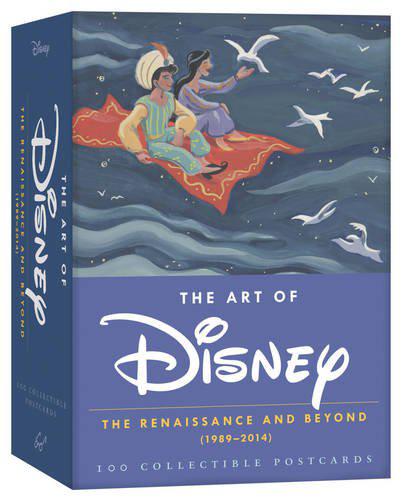 Disney
THE ART OF
Disney
THE RENAISSANCE AND BEYOND
(1989–2014)
100 COLLECTIBLE
POSTCARDS
THE ART OF
Disney
THE RENAISSANCE AND BEYOND
(1989–2014)
100 COLLECTIBLE POSTCARDS